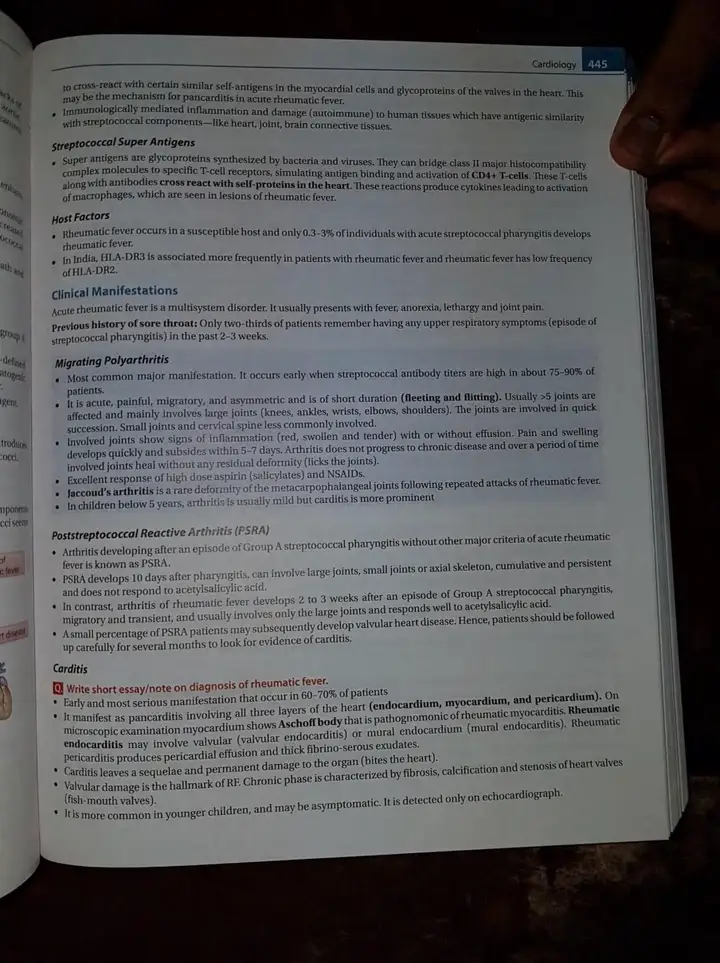 Cardiology 445
to cross-react with certain similar self-antigens in the myocardial cells and glycoproteins of the valves in the heart. This
may be the mechanism for pancarditis in acute rheumatic fever.
• Immunologically mediated inflammation and damage (autoimmune) to human tissues which have antigenic similarity
with streptococcal components—like heart, joint, brain connective tissues.
Streptococcal Super Antigens
• Super antigens are glycoproteins synthesized by bacteria and viruses. They can bridge class II major histocompatibility
complex molecules to specific T-cell receptors, simulating antigen binding and activation of CD4+ T-cells. These T-cells
along with antibodies cross react with self-proteins in the heart. These reactions produce cytokines leading to activation
of macrophages, which are seen in lesions of rheumatic fever.
Host Factors
• Rheumatic fever occurs in a susceptible host and only 0.3–3% of individuals with acute streptococcal pharyngitis develops
rheumatic fever.
• In India, HLA-DR3 is associated more frequently in patients with rheumatic fever and rheumatic fever has low frequency
of HLA-DR2.
Clinical Manifestations
Acute rheumatic fever is a multisystem disorder. It usually presents with fever, anorexia, lethargy and joint pain.
Previous history of sore throat: Only two-thirds of patients remember having any upper respiratory symptoms (episode of
streptococcal pharyngitis) in the past 2–3 weeks.
Migrating Polyarthritis
• Most common major manifestation. It occurs early when streptococcal antibody titers are high in about 75–90% of
patients.
• It is acute, painful, migratory, and asymmetric and is of short duration (fleeting and flitting). Usually >5 joints are
affected and mainly involves large joints (knees, ankles, wrists, elbows, shoulders). The joints are involved in quick
succession. Small joints and cervical spine less commonly involved.
• Involved joints show signs of inflammation (red, swollen and tender) with or without effusion. Pain and swelling
develops quickly and subsides within 5–7 days. Arthritis does not progress to chronic disease and over a period of time
involved joints heal without any residual deformity (licks the joints).
• Excellent response of high dose aspirin (salicylates) and NSAIDs.
• Jaccoud's arthritis is a rare deformity of the metacarpophalangeal joints following repeated attacks of rheumatic fever.
• In children below 5 years, arthritis is usually mild but carditis is more prominent
Poststreptococcal Reactive Arthritis (PSRA)
• Arthritis developing after an episode of Group A streptococcal pharyngitis without other major criteria of acute rheumatic
fever is known as PSRA.
• PSRA develops 10 days after pharyngitis, can involve large joints, small joints or axial skeleton, cumulative and persistent
and does not respond to acetylsalicylic acid.
• In contrast, arthritis of rheumatic fever develops 2 to 3 weeks after an episode of Group A streptococcal pharyngitis,
migratory and transient, and usually involves only the large joints and responds well to acetylsalicylic acid.
• A small percentage of PSRA patients may subsequently develop valvular heart disease. Hence, patients should be followed
up carefully for several months to look for evidence of carditis.
Carditis
Q Write short essay/note on diagnosis of rheumatic fever.
• Early and most serious manifestation that occur in 60–70% of patients
• It manifest as pancarditis involving all three layers of the heart (endocardium, myocardium, and pericardium). On
microscopic examination myocardium shows Aschoff body that is pathognomonic of rheumatic myocarditis. Rheumatic
endocarditis may involve valvular (valvular endocarditis) or mural endocardium (mural endocarditis). Rheumatic
pericarditis produces pericardial effusion and thick fibrino-serous exudates.
• Carditis leaves a sequelae and permanent damage to the organ (bites the heart).
• Valvular damage is the hallmark of RF. Chronic phase is characterized by fibrosis, calcification and stenosis of heart valves
(fish-mouth valves).
• It is more common in younger children, and may be asymptomatic. It is detected only on echocardiograph.